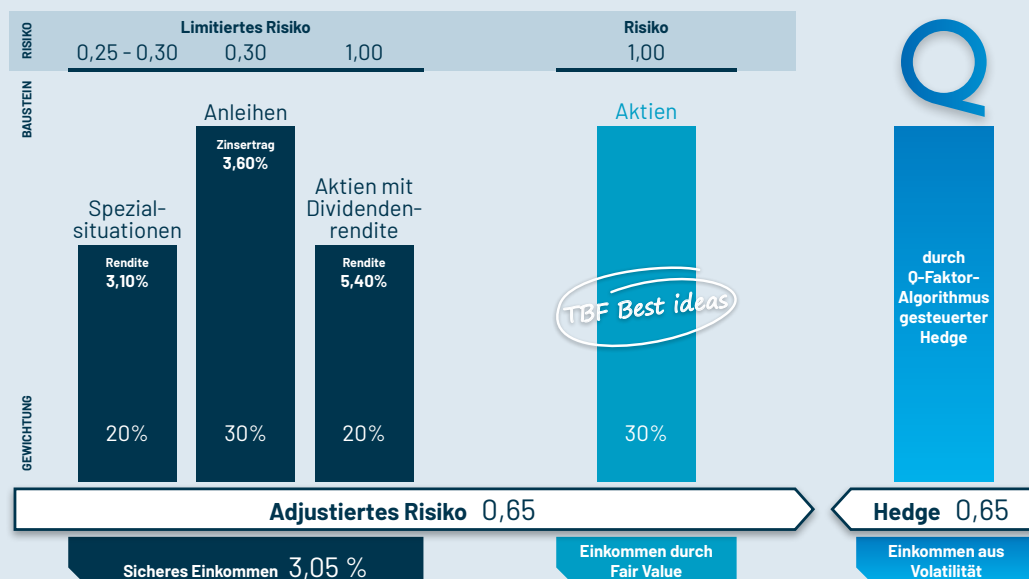 RISIKO
Limitiertes Risiko
0,25 - 0,30
0,30
1,00
Risiko
1,00
BAUSTEIN
Spezial-
situationen
Rendite
3,10%
Anleihen
Zinsertrag
3,60%
Aktien mit
Dividenden-
rendite
Rendite
5,40%
Aktien
TBF Best ideas
Q
durch
Q-Faktor-
Algorithmus
gesteuerter
Hedge
GEWICHTUNG
20%
30%
20%
30%
Adjustiertes Risiko 0,65
Hedge 0,65
Sicheres Einkommen 3,05 %
Einkommen durch
Fair Value
Einkommen aus
Volatilität